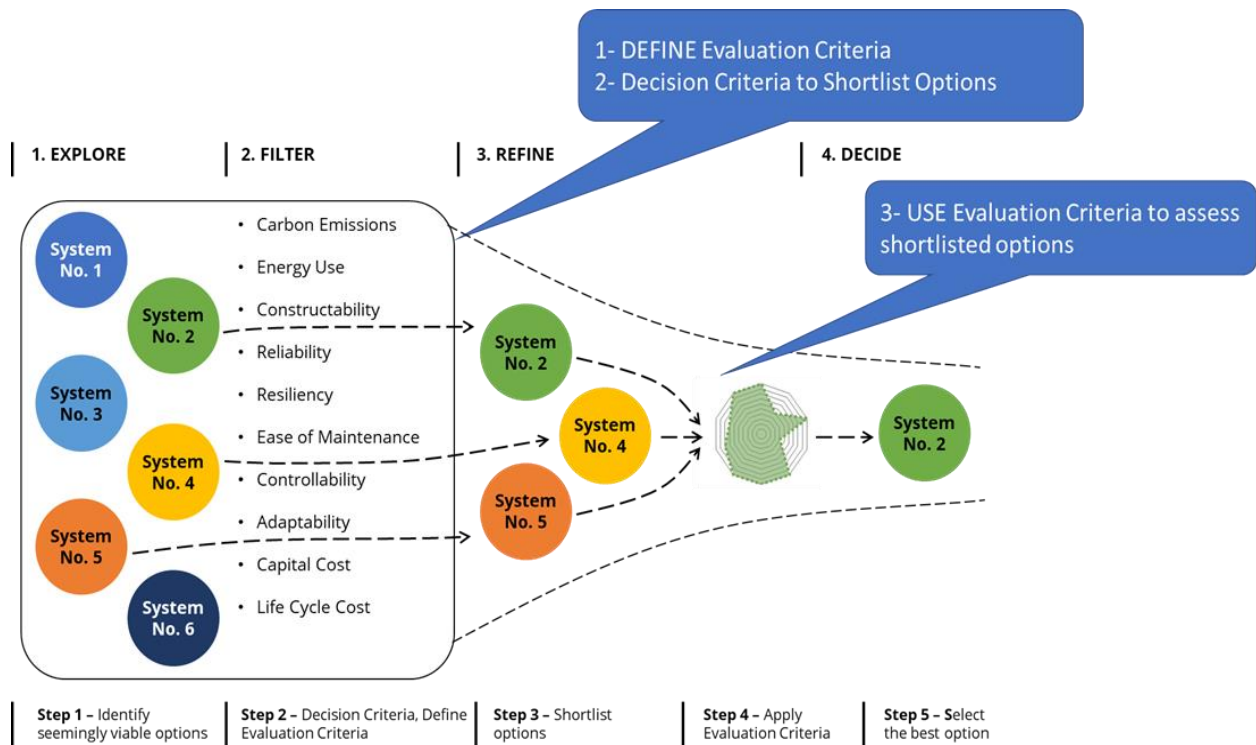 1- DEFINE Evaluation Criteria
2- Decision Criteria to Shortlist Options
1. EXPLORE
2. FILTER
3. REFINE
4. DECIDE
3- USE Evaluation Criteria to assess
shortlisted options
System
No. 1
System
No. 2
System
No. 3
System
No. 4
System
No. 5
System
No. 6
• Carbon Emissions
• Energy Use
• Constructability
• Reliability
• Resiliency
• Ease of Maintenance
• Controllability
• Adaptability
• Capital Cost
• Life Cycle Cost
System
No. 2
System
No. 4
System
No. 5
System
No. 2
Step 1 – Identify
seemingly viable options
Step 2 – Decision Criteria, Define
Evaluation Criteria
Step 3 – Shortlist
options
Step 4 – Apply
Evaluation Criteria
Step 5 – Select
the best option